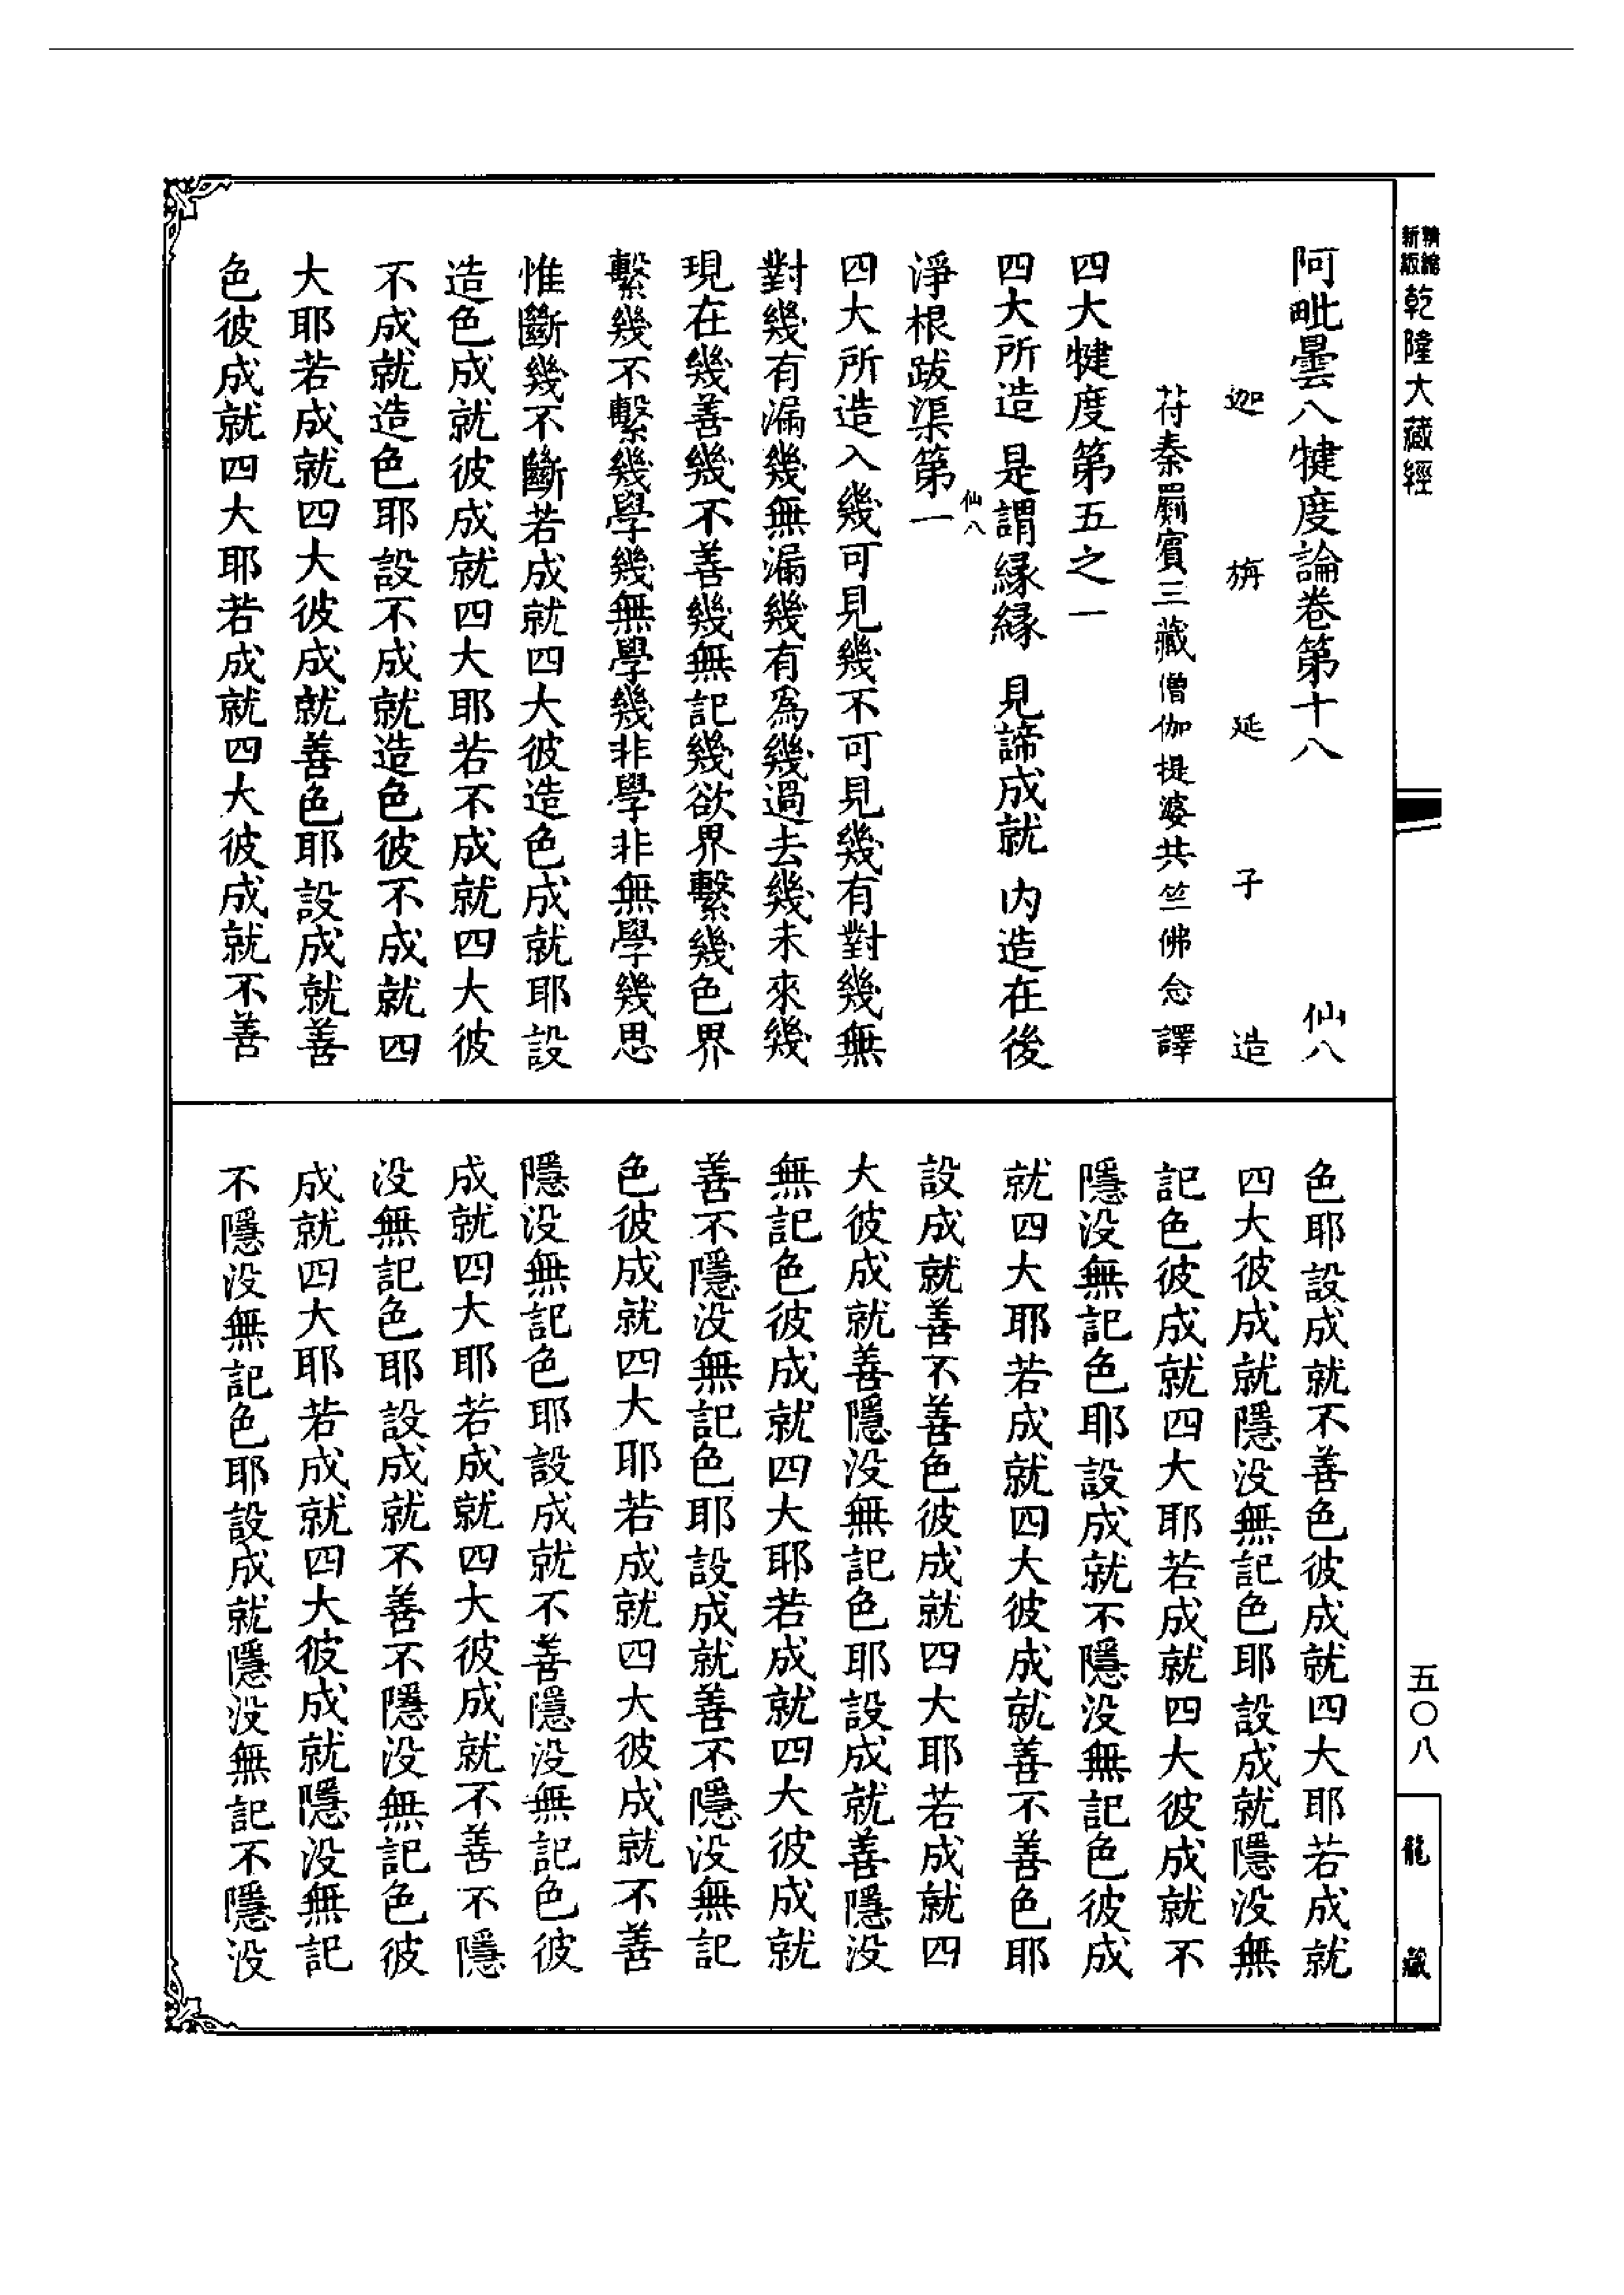 新版精縮
乾隆大藏經
阿毗曇八犍度論卷第十八　仙八
迦旃延子造
苻秦罽賓三藏僧伽提婆共竺佛念譯
四大犍度第五之一
四大所造　是謂緣緣　見諦成就　內造在後
淨根跋渠第一　仙八
四大所造入幾可見幾不可見幾有對幾無
對幾有漏幾無漏幾有為幾過去幾未來幾
現在幾善幾不善幾無記幾欲界繫幾色界
繫幾不繫幾學幾無學幾非學非無學幾思
惟斷幾不斷若成就四大彼造色成就耶設
造色成就彼成就四大耶若不成就四大彼
不成就造色耶設不成就造色彼不成就四
大耶若成就四大彼成就善色耶設成就善
色彼成就四大耶若成就四大彼成就不善
色耶設成就不善色彼成就四大耶若成就
四大彼成就隱沒無記色耶設成就隱沒無
記色彼成就四大耶若成就四大彼成就不
隱沒無記色耶設成就不隱沒無記色彼成
就四大耶若成就四大彼成就善不善色耶
設成就善不善色彼成就四大耶若成就四
大彼成就善隱沒無記色耶設成就善隱沒
無記色彼成就四大耶若成就四大彼成就
善不隱沒無記色耶設成就善不隱沒無記
色彼成就四大耶若成就四大彼成就不善
隱沒無記色耶設成就不善隱沒無記色彼
成就四大耶若成就四大彼成就不善不隱
沒無記色耶設成就不善不隱沒無記色彼
成就四大耶若成就四大彼成就隱沒無記
不隱沒無記色耶設成就隱沒無記不隱沒
五〇八
龍藏